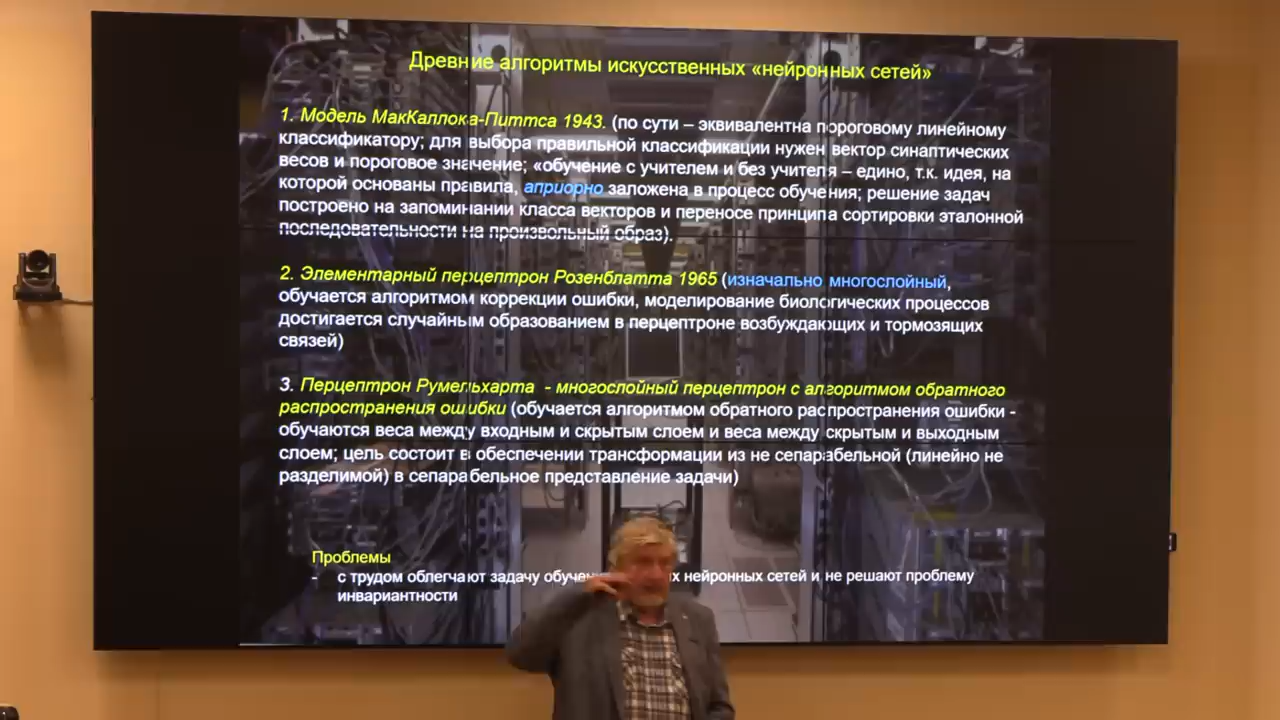 Древние алгоритмы искусственных «нейронных сетей»
1. Модель МакКаллока-Питтса 1943. (по сути – эквивалентна пороговому линейному
классификатору; для выбора правильной классификации нужен вектор синаптических
весов и пороговое значение; «обучение с учителем и без учителя – едино, т.к. идея, на
которой основаны правила, априорно заложена в процесс обучения; решение задач
построено на запоминании класса векторов и переносе принципа сортировки эталонной
последовательности на произвольный образ).
2. Элементарный перцептрон Розенблатта 1965 (изначально многослойный,
обучается алгоритмом коррекции ошибки, моделирование биологических процессов
достигается случайным образованием в перцептроне возбуждающих и тормозящих
связей)
3. Перцептрон Румельхарта - многослойный перцептрон с алгоритмом обратного
распространения ошибки (обучается алгоритмом обратного распространения ошибки -
обучаются веса между входным и скрытым слоем и веса между скрытым и выходным
слоем; цель состоит в обеспечении трансформации из не сепарабельной (линейно не
разделимой) в сепарабельное представление задачи)
Проблемы
- с трудом облегчают задачу нейронных сетей и не решают проблему
инвариантности